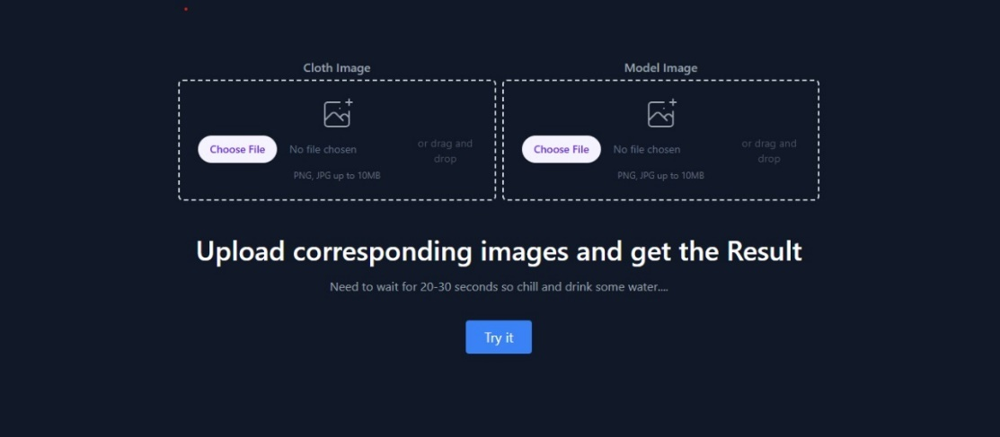 Cloth Image
Choose File No file chosen or drag and
drop
PNG, JPG up to 10MB
Model Image
Choose File No file chosen or drag and
drop
PNG, JPG up to 10MB
Upload corresponding images and get the Result
Need to wait for 20-30 seconds so chill and drink some water....
Try it